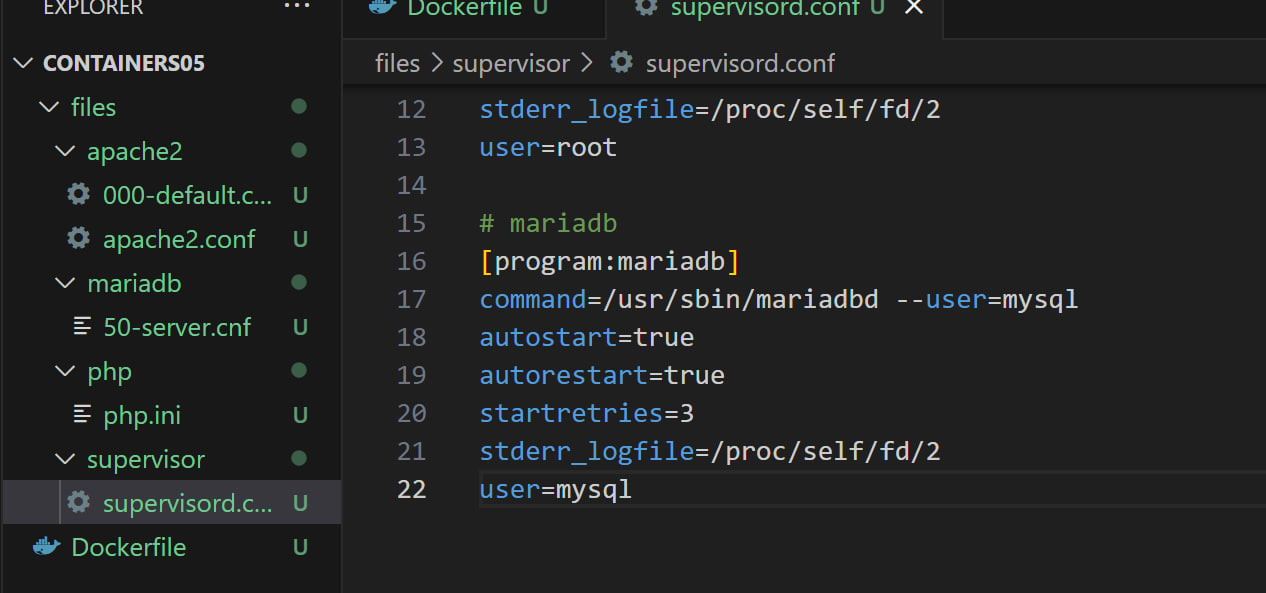 EXPLORER
CONTAINERS05
files
apache2
000-default.c... U
apache2.conf U
mariadb
50-server.cnf U
php
php.ini U
supervisor
supervisord.c... U
Dockerfile U
Dockerfile U
supervisord.conf U
files > supervisor > supervisord.conf
12 stderr_logfile=/proc/self/fd/2
13 user=root
14
15 # mariadb
16 [program:mariadb]
17 command=/usr/sbin/mariadbd --user=mysql
18 autostart=true
19 autorestart=true
20 startretries=3
21 stderr_logfile=/proc/self/fd/2
22 user=mysql